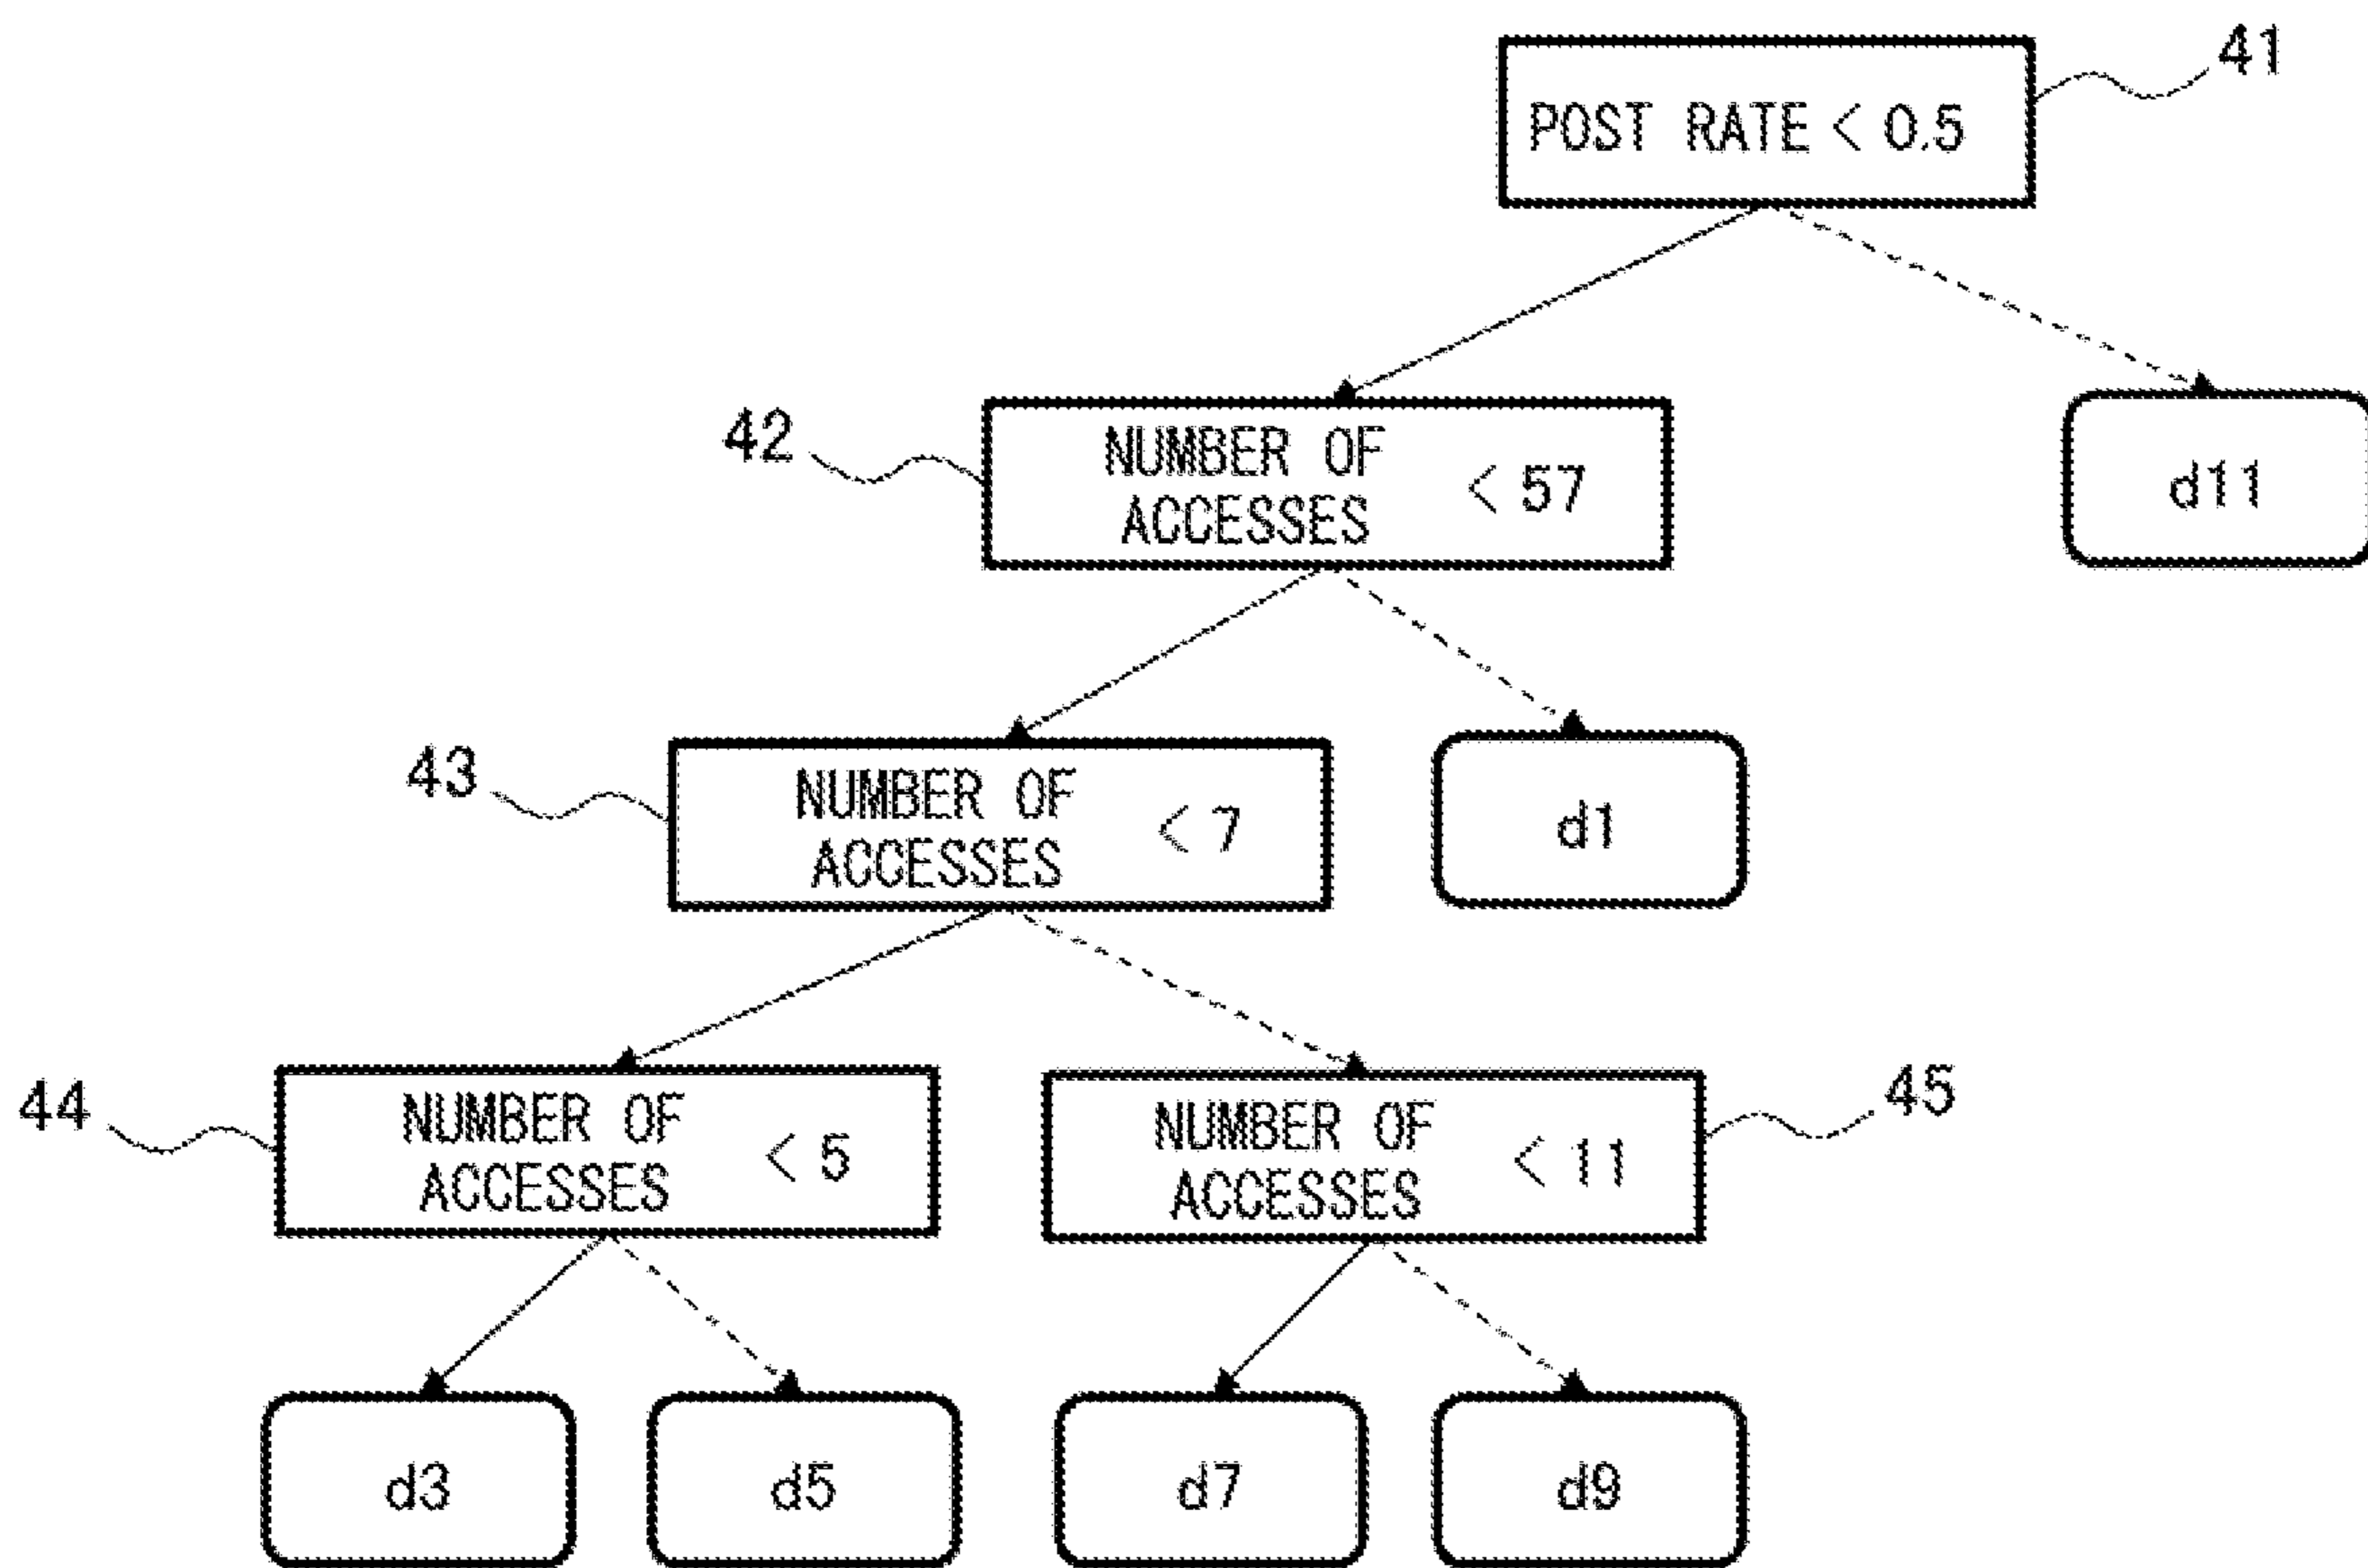 41
POST RATE < 0.5
42
NUMBER OF
ACCESSES < 57
d11
43
NUMBER OF
ACCESSES < 7
d1
44
NUMBER OF
ACCESSES < 5
NUMBER OF
ACCESSES < 11
45
d3
d5
d7
d9